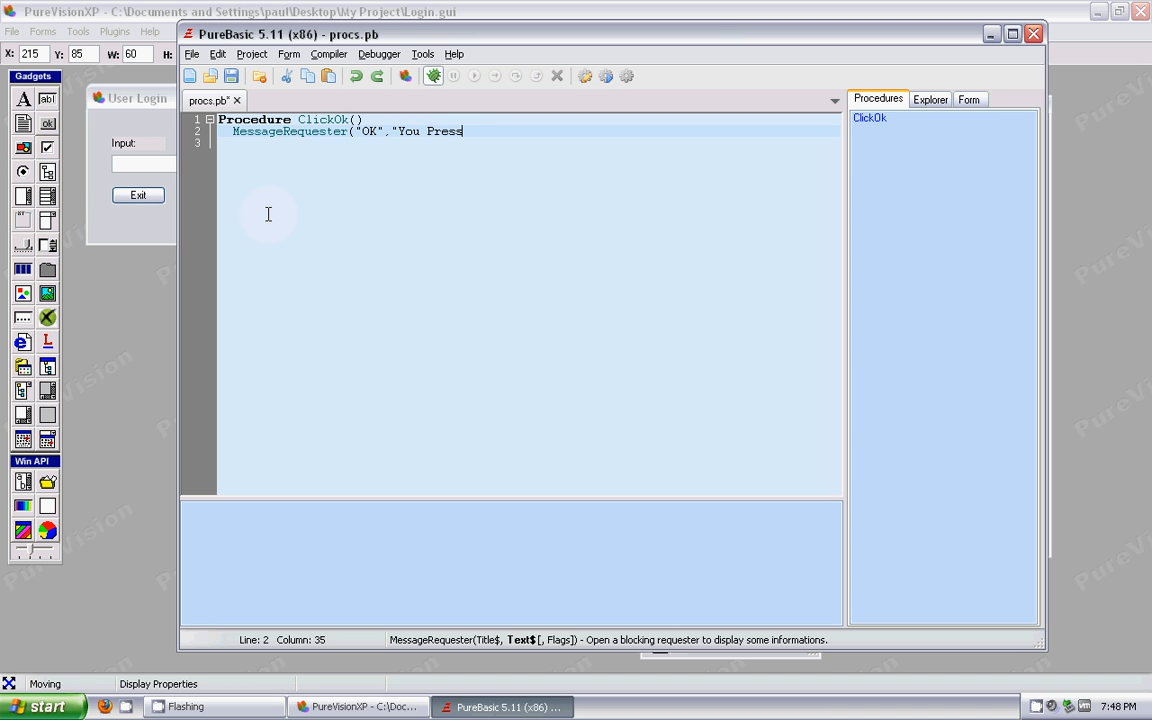 PureVisionXP - C:\Documents and Settings\paul\Desktop\My Project\Login.gui
File Forms Tools Plugins Help
X: 215 Y: 85 W: 60 H:
Gadgets
User Login
Input:
Exit
Win API
PureBasic 5.11 (x86) - procs.pb
File Edit Project Form Compiler Debugger Tools Help
procs.pb*
Procedures Explorer Form
1 Procedure ClickOk()
2 MessageRequester("OK","You Press
3
ClickOk
Line: 2 Column: 35 MessageRequester(Title$, Text$[, Flags]) - Open a blocking requester to display some informations.
Moving Display Properties
start Flashing PureVisionXP - C:\Doc... PureBasic 5.11 (x86) ... 7:48 PM